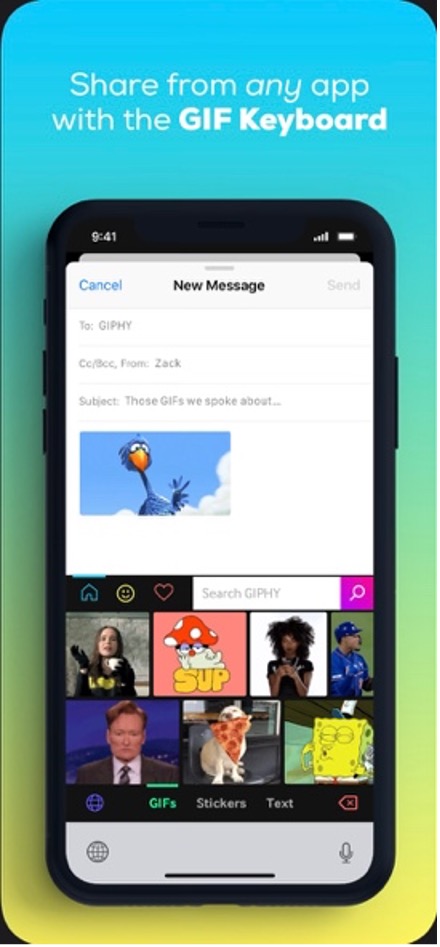 Share from any app
with the GIF Keyboard
9:41
Cancel New Message Send
To: GIPHY
Cc/Bcc, From: Zack
Subject: Those GIFs we spoke about...
Search GIPHY
SUP
GIFs Stickers Text